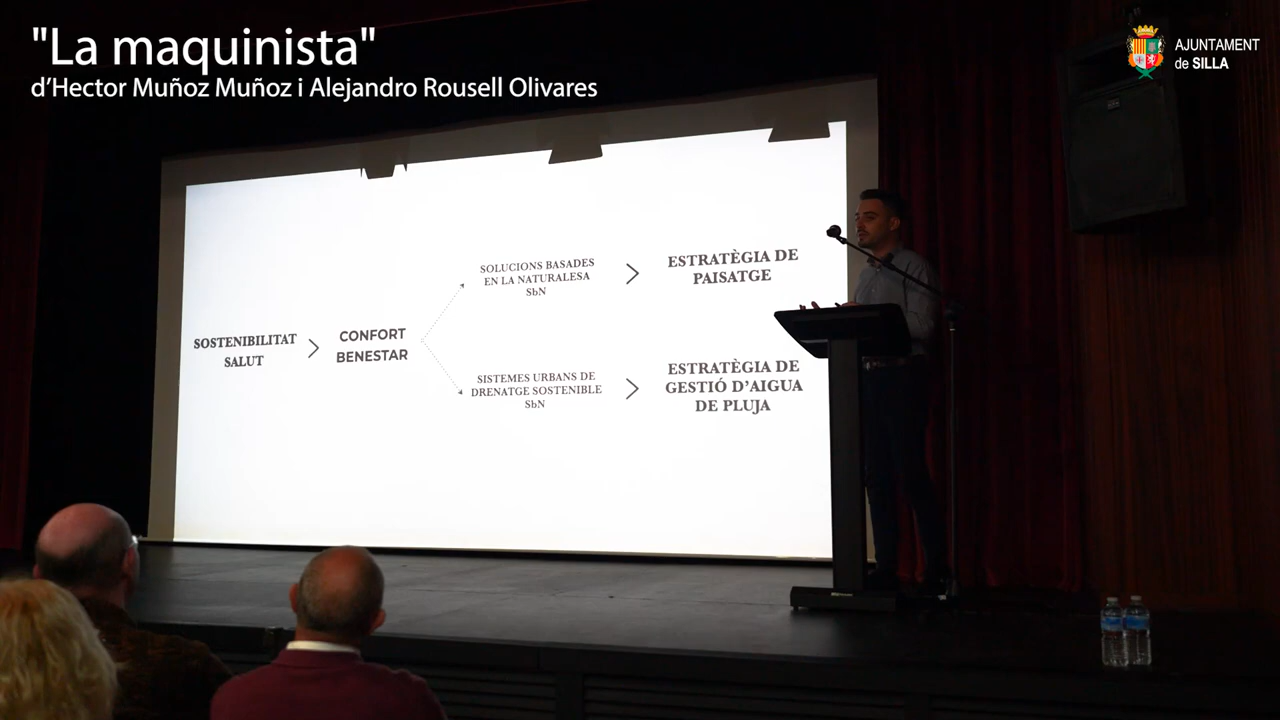 "La maquinista"
d'Hector Muñoz Muñoz i Alejandro Rousell Olivares
AJUNTAMENT
de SILLA
SOSTENIBILITAT
SALUT
CONFORT
BENESTAR
SOLUCIONS BASADES
EN LA NATURALESA
SbN
ESTRATÈGIA DE
PAISATGE
SISTEMES URBANS DE
DRENATGE SOSTENIBLE
SbN
ESTRATÈGIA DE
GESTIÓ D'AIGUA
DE PLUJA